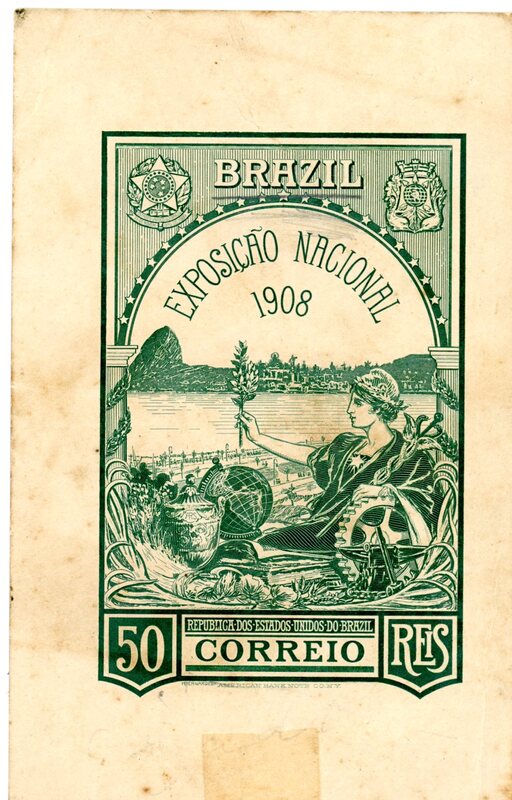 BRAZIL
EXPOSIÇÃO NACIONAL
1908
50
REPUBLICA·DOS·ESTADOS·UNIDOS·DO·BRAZIL
CORREIO
REIS
AMERICAN BANK NOTE CO. N.Y.